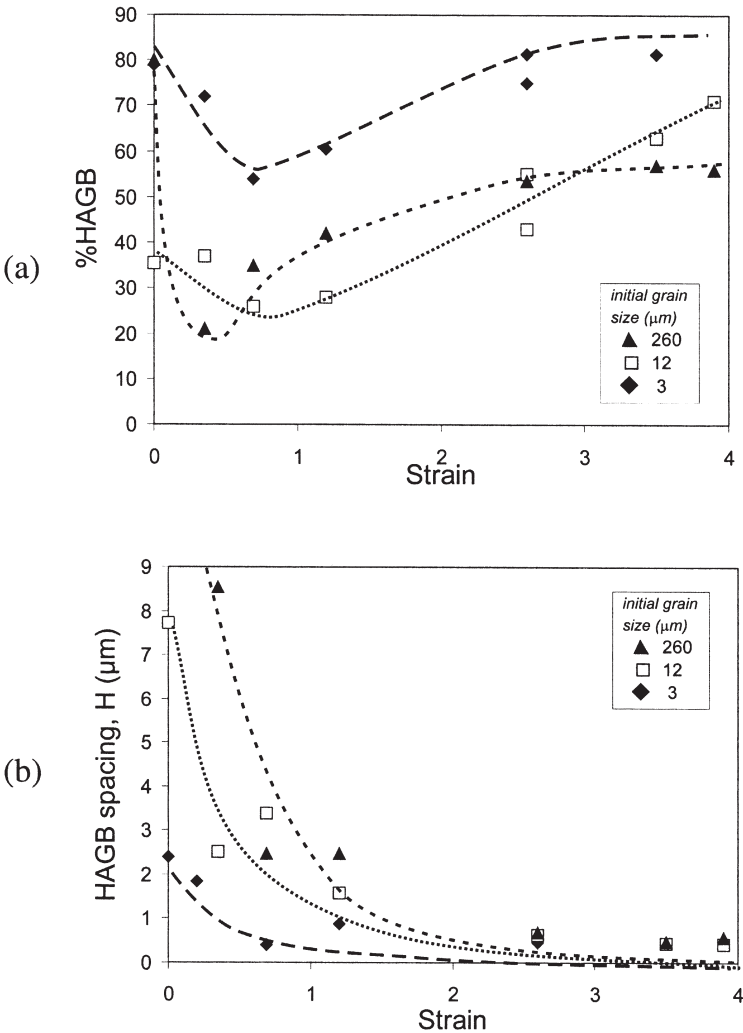 90
80
70
60
50
40
30
20
10
0
%HAGB
(a)
initial grain
size (μm)
260
12
3
0 1 2 3 4
Strain
9
8
7
6
5
4
3
2
1
0
HAGB spacing, H (μm)
(b)
initial grain
size (μm)
260
12
3
0 1 2 3 4
Strain